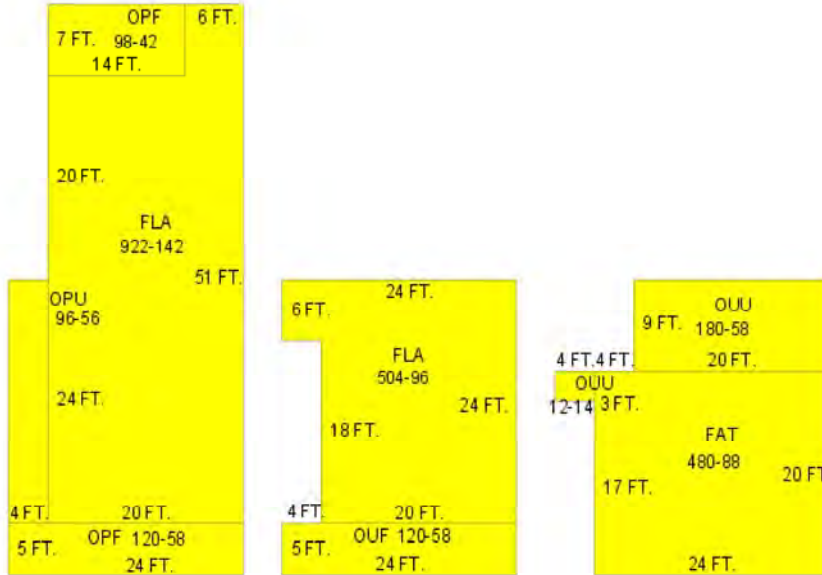 OPF
6 FT.
7 FT. 98-42
14 FT.
20 FT.
FLA
922-142
51 FT.
OPU
96-56
24 FT.
4 FT.
20 FT.
OPF 120-58
5 FT.
24 FT.
24 FT.
6 FT.
FLA
504-96
24 FT.
18 FT.
4 FT.
20 FT.
OUF 120-58
5 FT.
24 FT.
OUU
9 FT. 180-58
4 FT. 4 FT.
20 FT.
OUU
12-14
3 FT.
FAT
480-88
20 FT
17 FT.
24 FT.